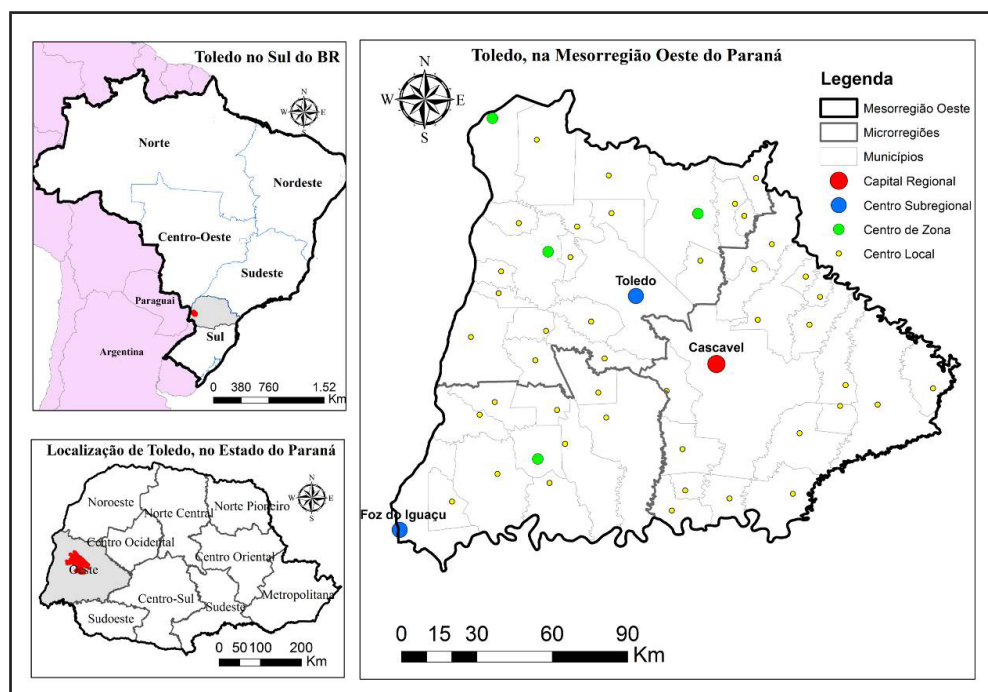 Toledo no Sul do BR
N
W E
S
Norte
Nordeste
Centro-Oeste
Sudeste
Paraguai
Sul
Argentina
0 380 760 1.52
Km
Localização de Toledo, no Estado do Paraná
N
W E
S
Noroeste
Norte Central
Norte Pioneiro
Centro Ocidental
Centro Oriental
Oeste
Centro-Sul
Sudeste
Metropolitana
Sudoeste
0 50 100 200
Km
Toledo, na Mesorregião Oeste do Paraná
N
W E
S
Legenda
Mesorregião Oeste
Microrregiões
Municípios
Capital Regional
Centro Subregional
Centro de Zona
Centro Local
Toledo
Cascavel
Foz do Iguaçu
0 15 30 60 90
Km